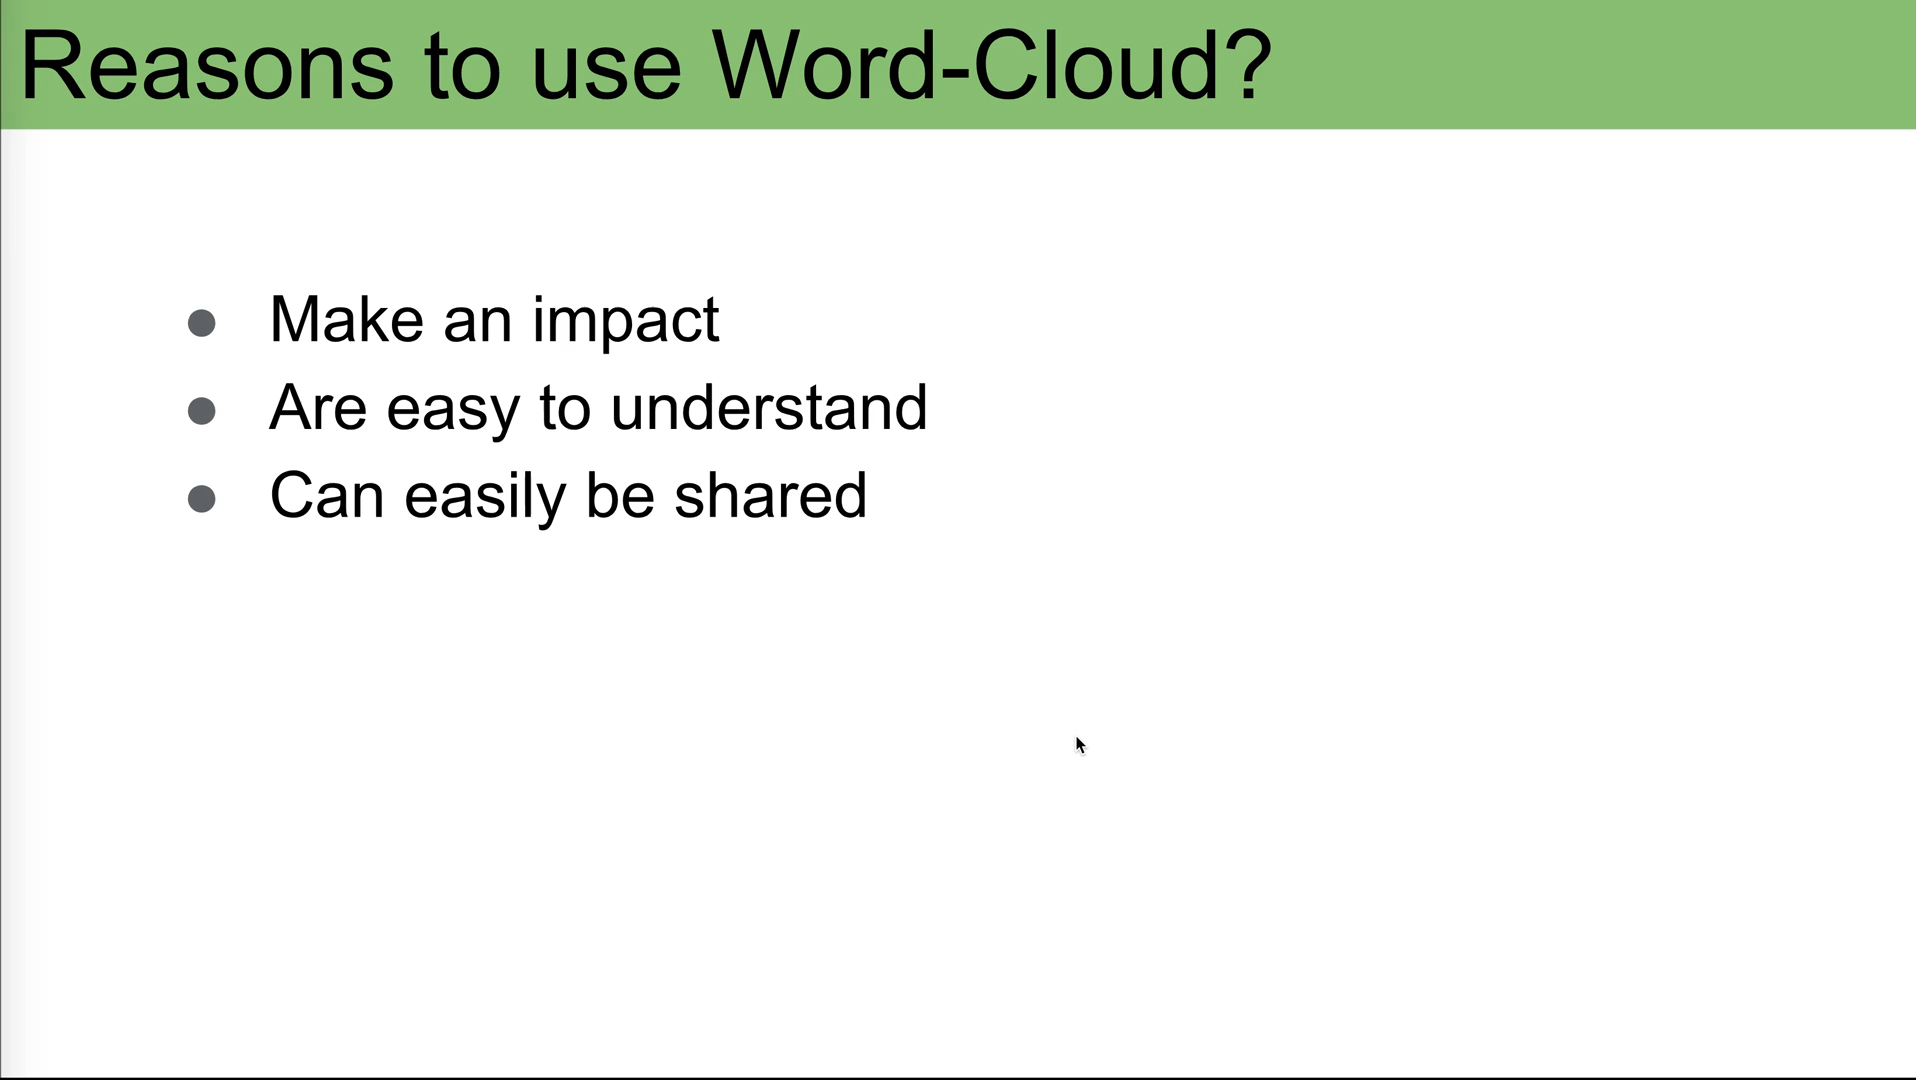 Reasons to use Word-Cloud?
● Make an impact
● Are easy to understand
● Can easily be shared